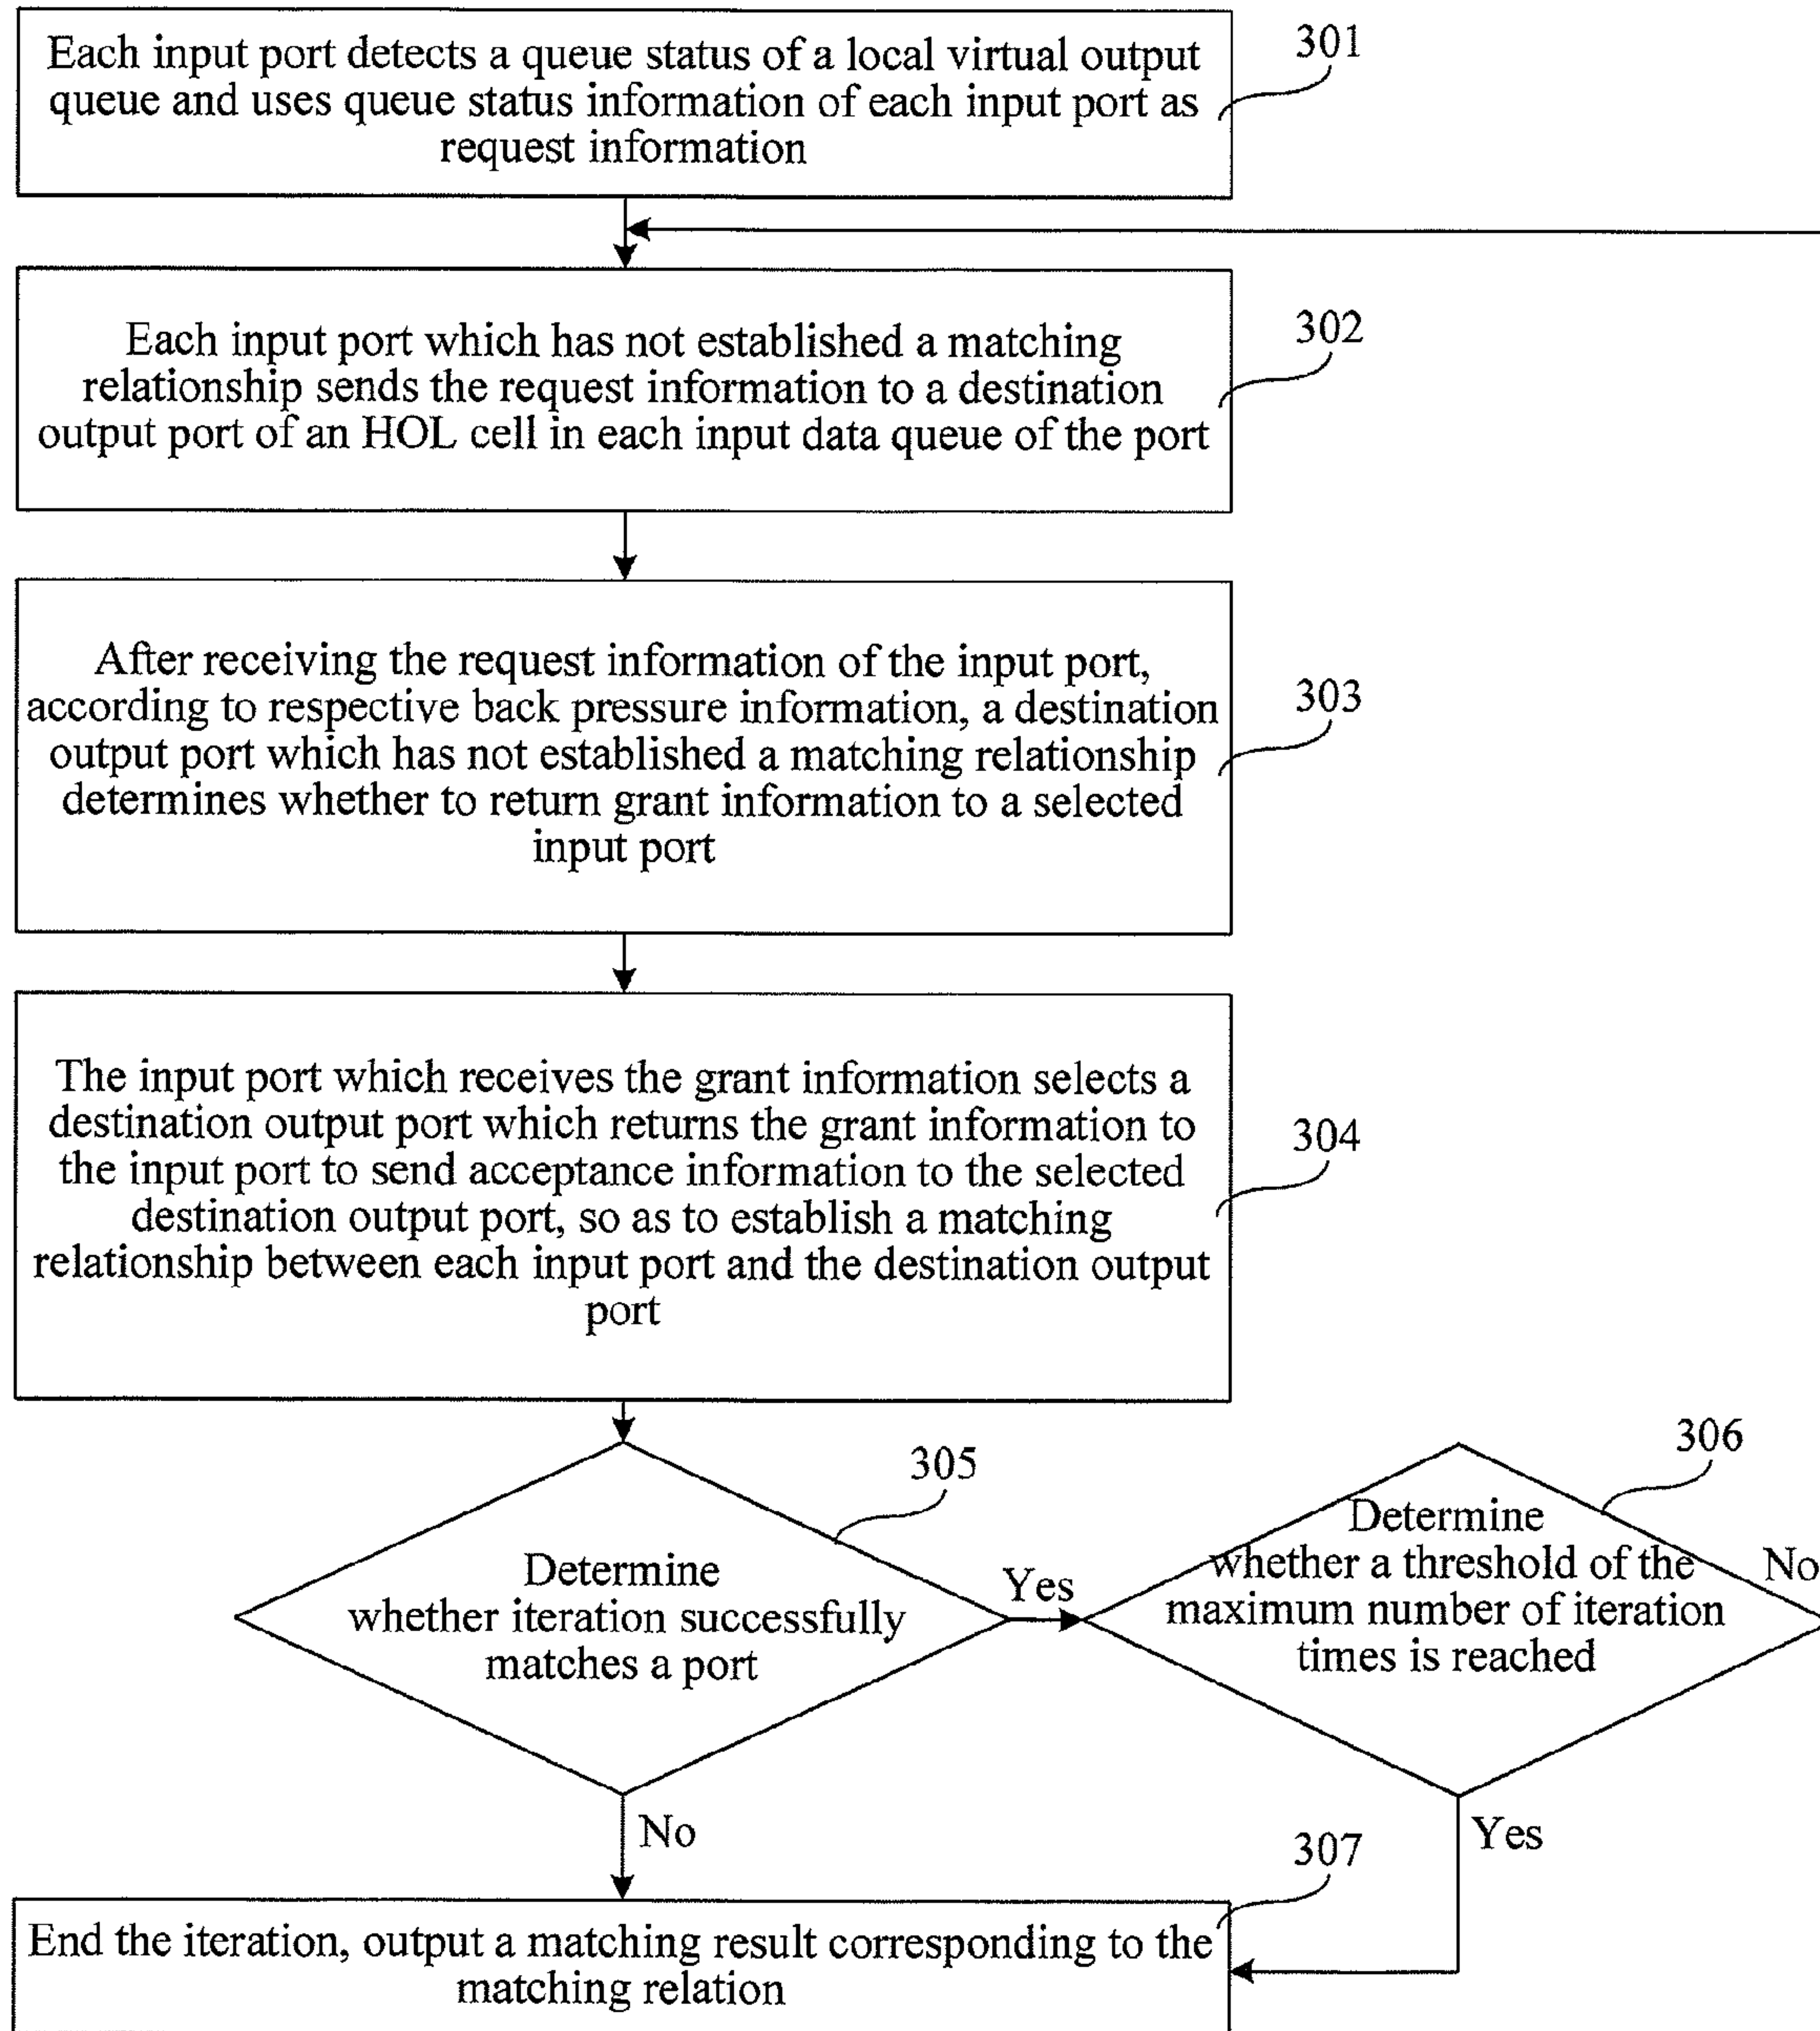 Each input port detects a queue status of a local virtual output
queue and uses queue status information of each input port as
request information
301
Each input port which has not established a matching
relationship sends the request information to a destination
output port of an HOL cell in each input data queue of the port
302
After receiving the request information of the input port,
according to respective back pressure information, a destination
output port which has not established a matching relationship
determines whether to return grant information to a selected
input port
303
The input port which receives the grant information selects a
destination output port which returns the grant information to
the input port to send acceptance information to the selected
destination output port, so as to establish a matching
relationship between each input port and the destination output
port
304
305
Determine
whether iteration successfully
matches a port
Yes
306
Determine
whether a threshold of the
maximum number of iteration
times is reached
No
No
Yes
307
End the iteration, output a matching result corresponding to the
matching relation